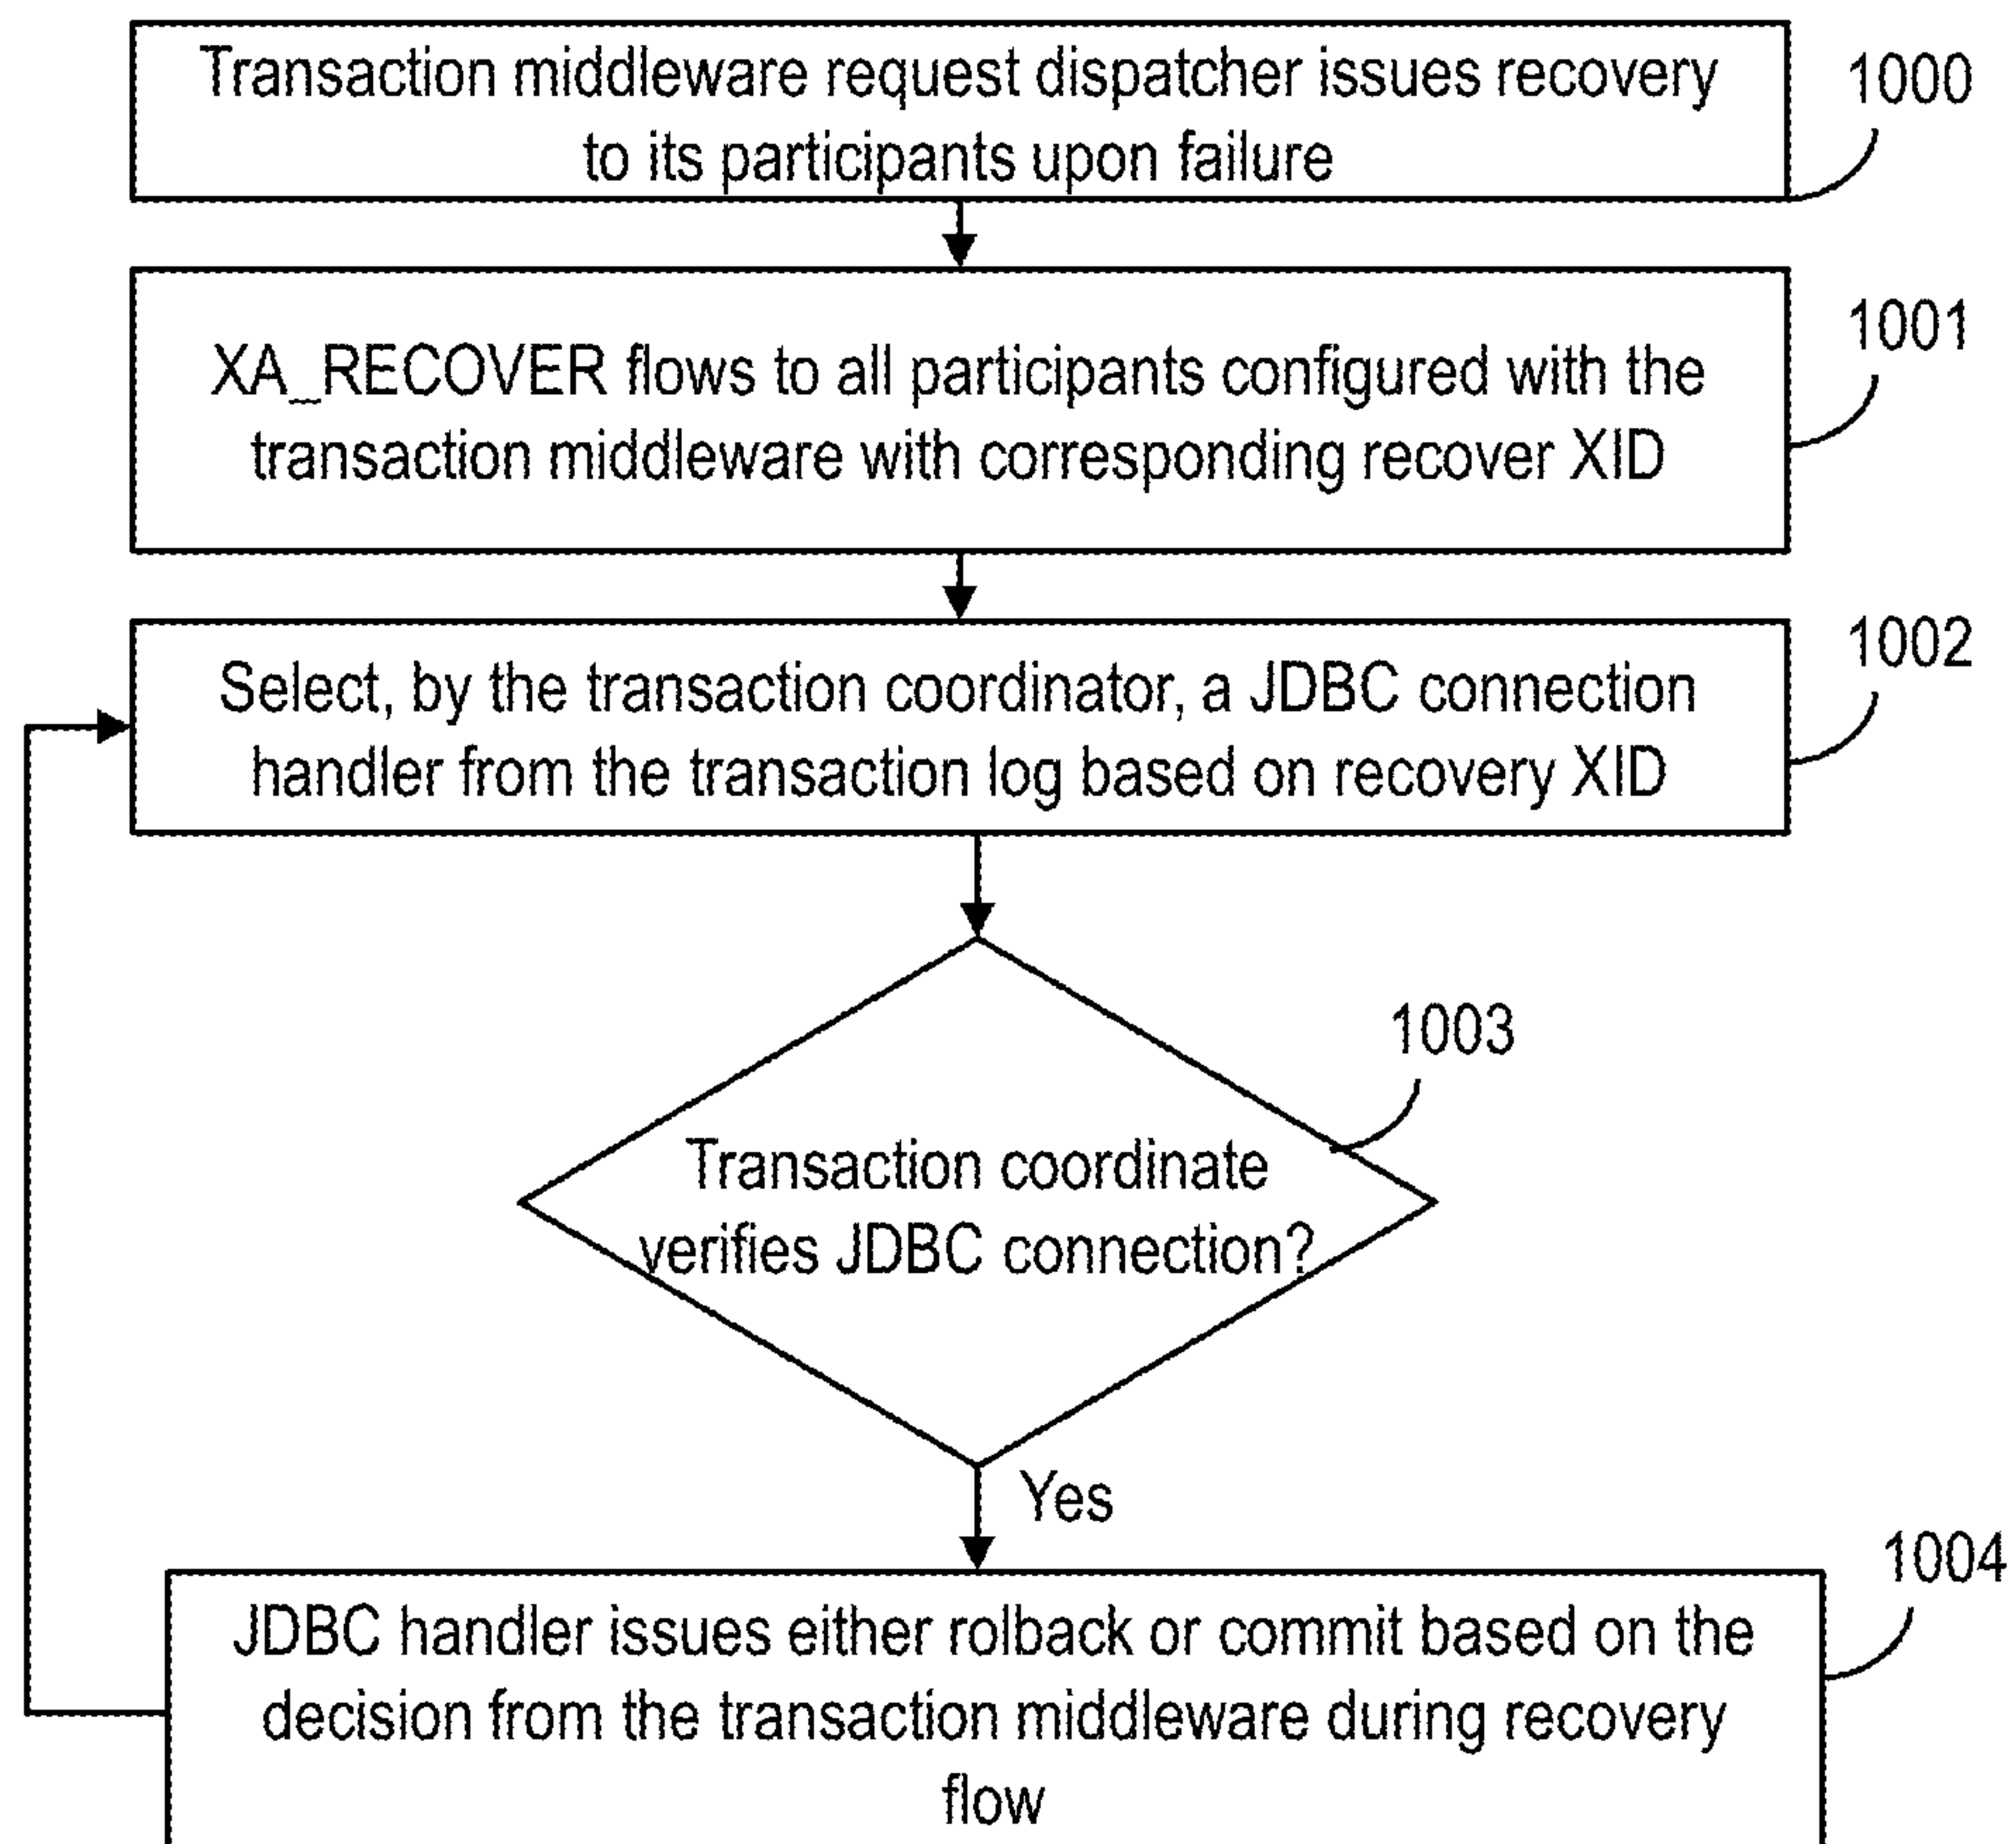 Transaction middleware request dispatcher issues recovery
to its participants upon failure
1000
XA_RECOVER flows to all participants configured with the
transaction middleware with corresponding recover XID
1001
Select, by the transaction coordinator, a JDBC connection
handler from the transaction log based on recovery XID
1002
1003
Transaction coordinate
verifies JDBC connection?
Yes
1004
JDBC handler issues either rolback or commit based on the
decision from the transaction middleware during recovery
flow